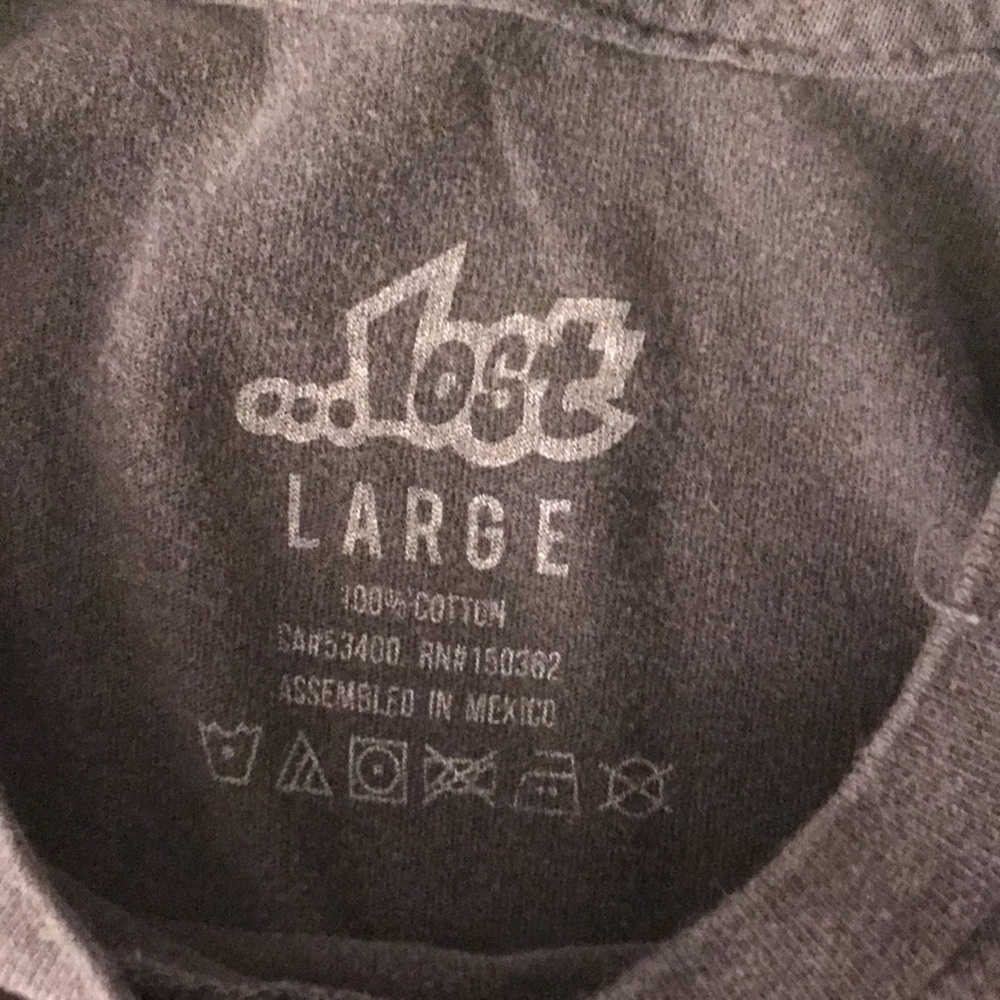 ...lost
LARGE
100% COTTON
CA#53400 RN#150362
ASSEMBLED IN MEXICO